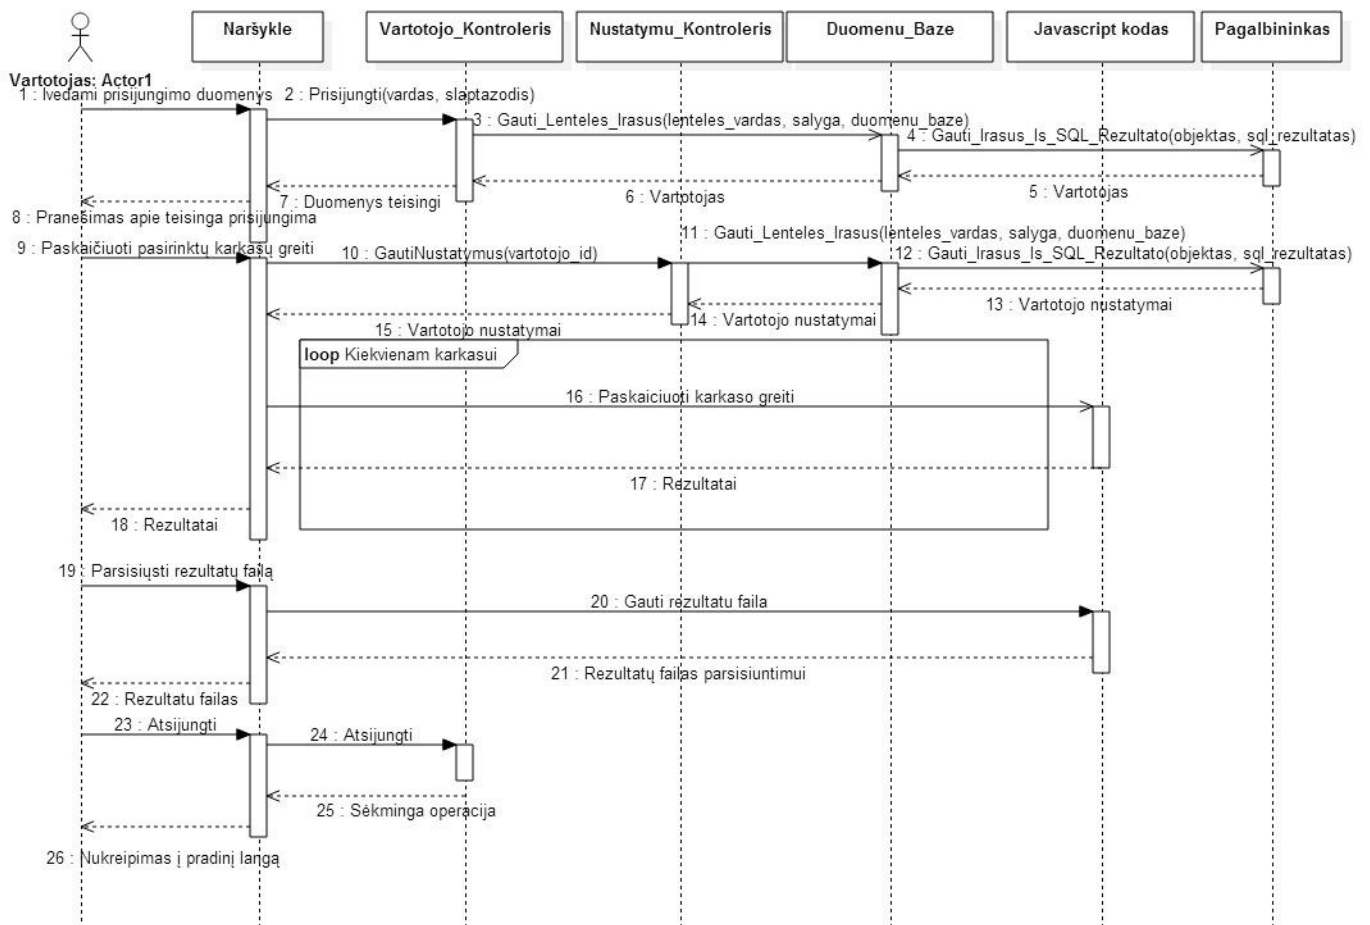 Naršykle
Vartotojo_Kontroleris
Nustatymu_Kontroleris
Duomenu_Baze
Javascript kodas
Pagalbininkas
Vartotojas: Actor1
1 : Ivedami prisijungimo duomenys
2 : Prisijungti(vardas, slaptazodis)
3 : Gauti_Lenteles_Irasus(lenteles_vardas, salyga, duomenu_baze)
4 : Gauti_Irasus_Is_SQL_Rezultato(objektas, sql_rezultatas)
5 : Vartotojas
6 : Vartotojas
7 : Duomenys teisingi
8 : Pranešimas apie teisinga prisijungima
9 : Paskaičiuoti pasirinktų karkasų greiti
10 : GautiNustatymus(vartotojo_id)
11 : Gauti_Lenteles_Irasus(lenteles_vardas, salyga, duomenu_baze)
12 : Gauti_Irasus_Is_SQL_Rezultato(objektas, sql_rezultatas)
13 : Vartotojo nustatymai
14 : Vartotojo nustatymai
15 : Vartotojo nustatymai
loop Kiekvienam karkasui
16 : Paskaiciuoti karkaso greiti
17 : Rezultatai
18 : Rezultatai
19 : Parsisiųsti rezultatų failą
20 : Gauti rezultatu faila
21 : Rezultatų failas parsisiuntimui
22 : Rezultatu failas
23 : Atsijungti
24 : Atsijungti
25 : Sėkminga operacija
26 : Nukreipimas į pradinį langą